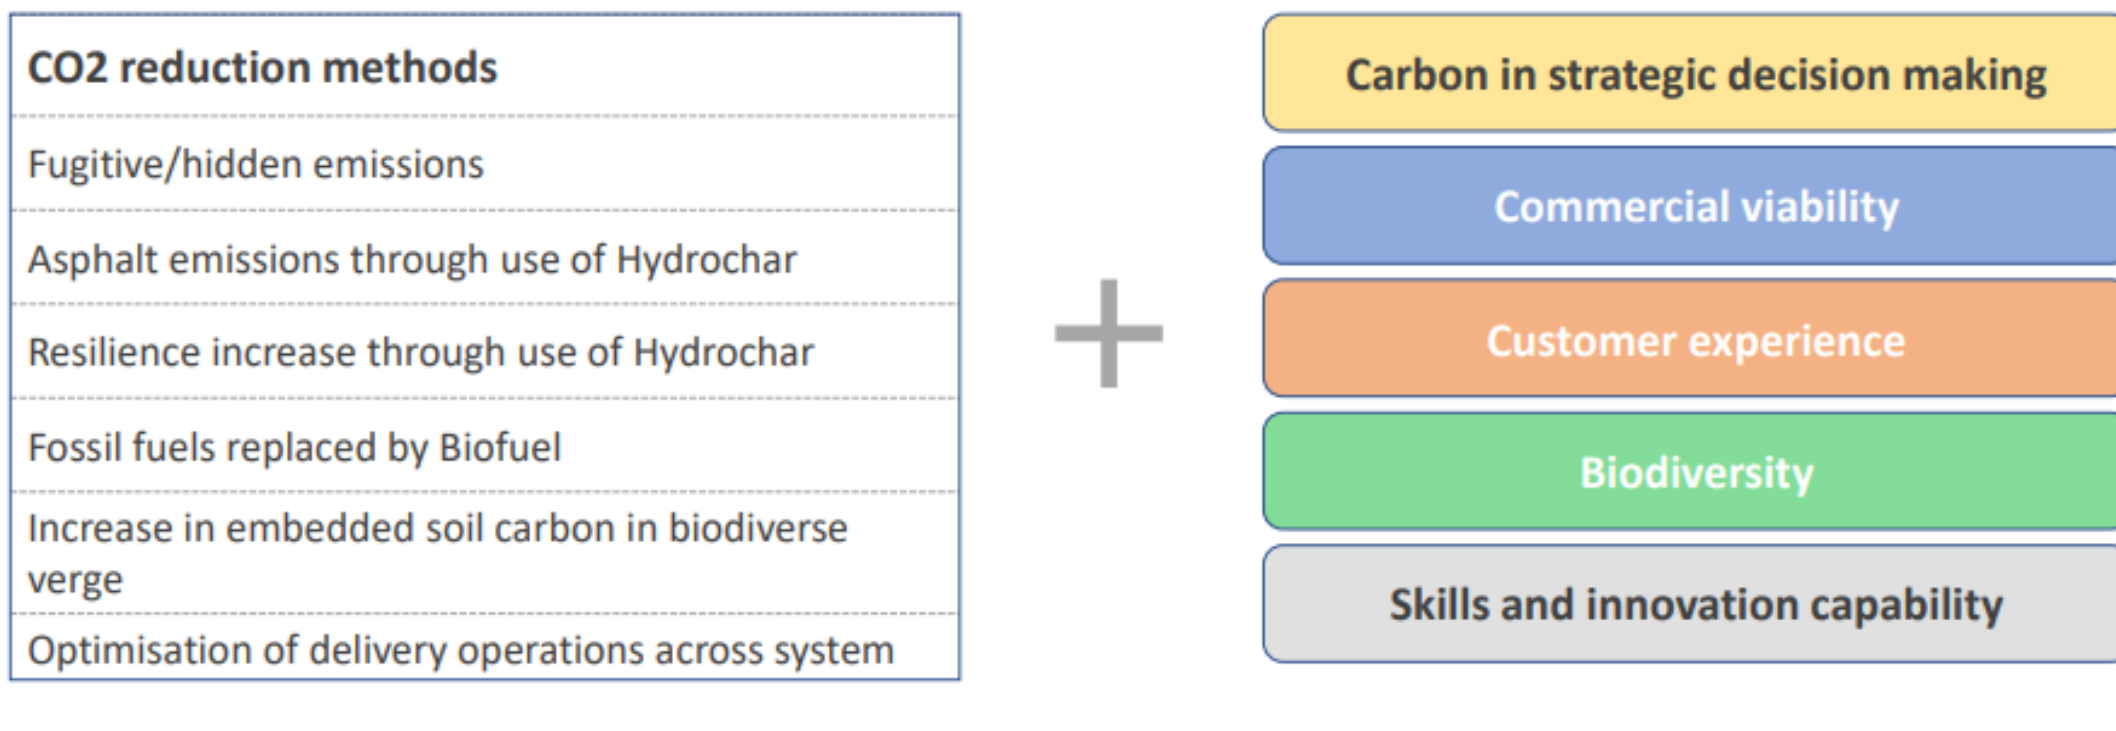 CO2 reduction methods
Fugitive/hidden emissions
Asphalt emissions through use of Hydrochar
Resilience increase through use of Hydrochar
Fossil fuels replaced by Biofuel
Increase in embedded soil carbon in biodiverse
verge
Optimisation of delivery operations across system
+
Carbon in strategic decision making
Commercial viability
Customer experience
Biodiversity
Skills and innovation capability